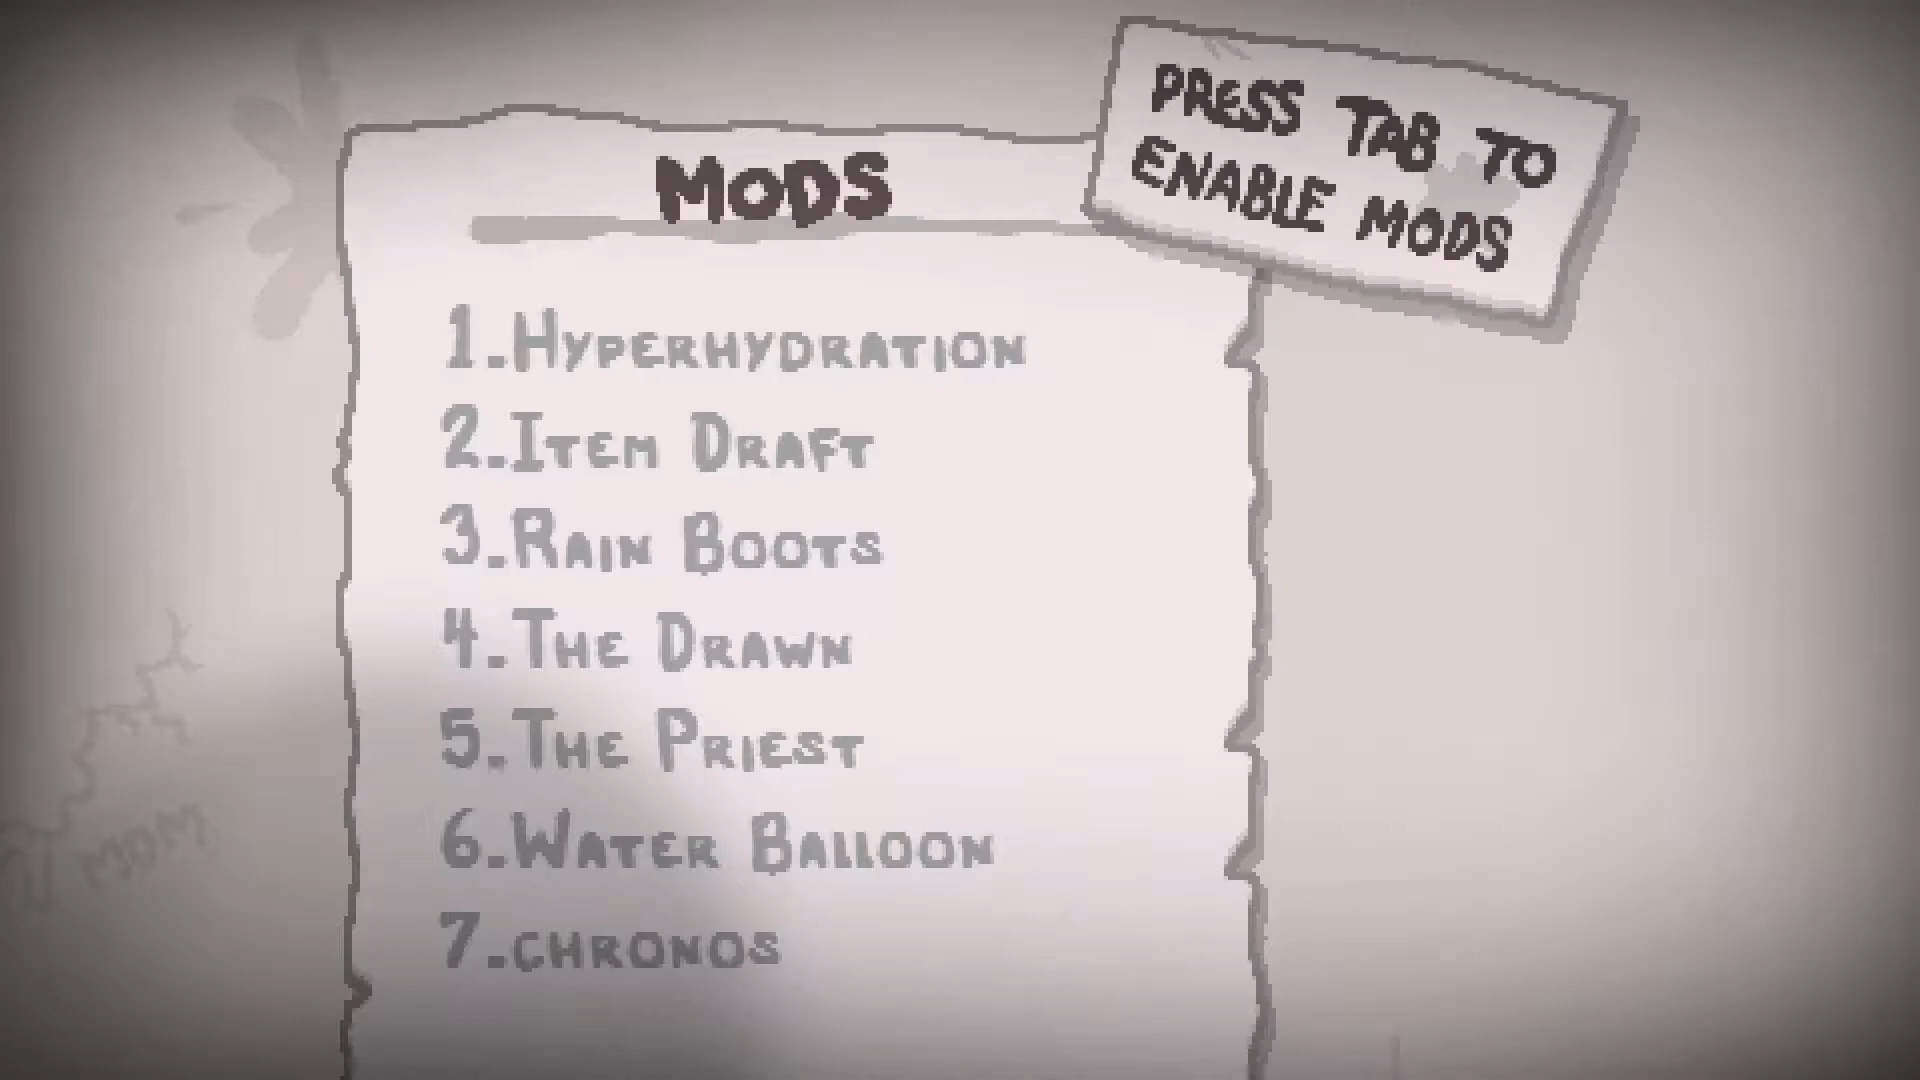 MODS
PRESS TAB TO
ENABLE MODS
1.HYPERHYDRATION
2.ITEM DRAFT
3.RAIN BOOTS
4.THE DRAWN
5.THE PRIEST
6.WATER BALLOON
7.CHRONOS
MOM